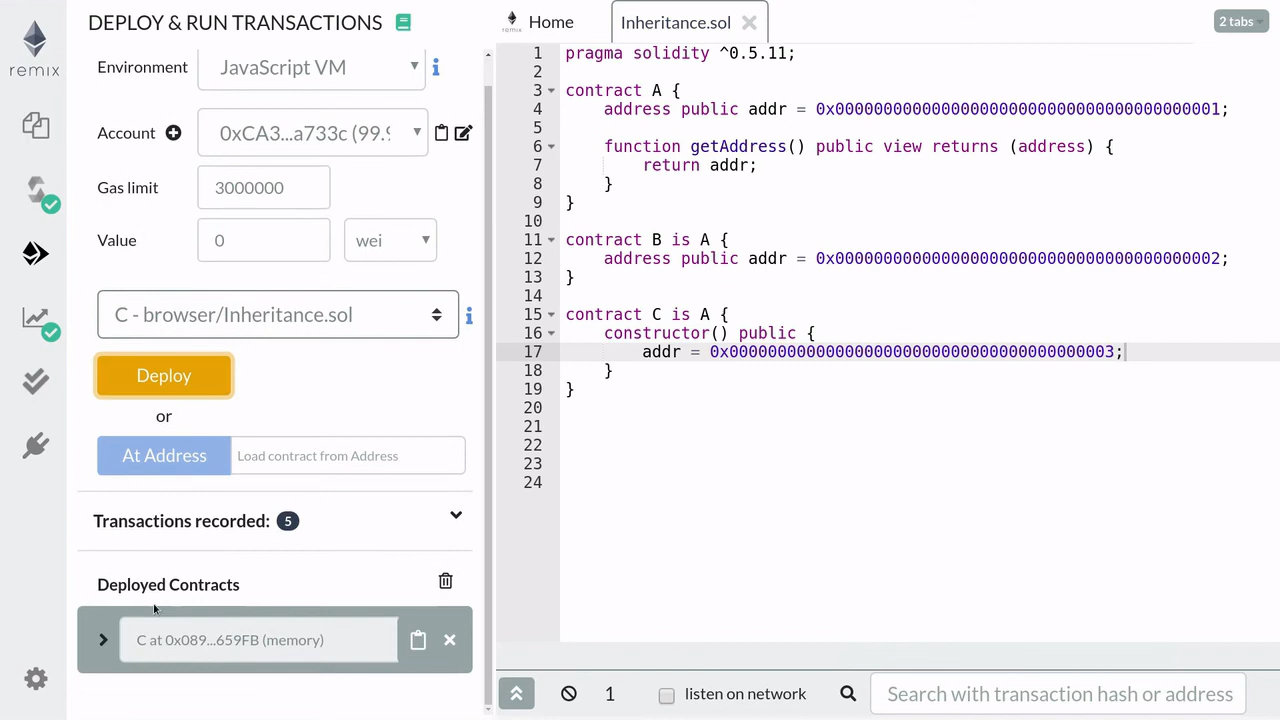 DEPLOY & RUN TRANSACTIONS
remix
Environment
JavaScript VM
Account
0xCA3...a733c (99.9
Gas limit
3000000
Value
0
wei
C - browser/Inheritance.sol
Deploy
or
At Address
Load contract from Address
Transactions recorded: 5
Deployed Contracts
C at 0x089...659FB (memory)
remix
Home
Inheritance.sol
2 tabs
1 pragma solidity ^0.5.11;
2
3 contract A {
4 address public addr = 0x0000000000000000000000000000000000000001;
5
6 function getAddress() public view returns (address) {
7 return addr;
8 }
9 }
10
11 contract B is A {
12 address public addr = 0x0000000000000000000000000000000000000002;
13 }
14
15 contract C is A {
16 constructor() public {
17 addr = 0x0000000000000000000000000000000000000003;
18 }
19 }
20
21
22
23
24
1
listen on network
Search with transaction hash or address